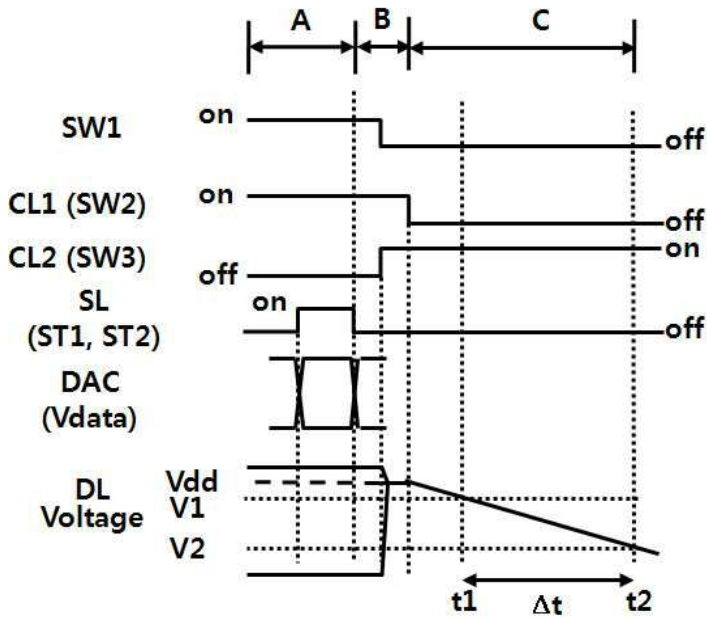 A B C
SW1 on off
CL1 (SW2) on off
CL2 (SW3) off on
SL on
(ST1, ST2) off
DAC
(Vdata)
DL Vdd
Voltage V1
V2
t1 Δt t2